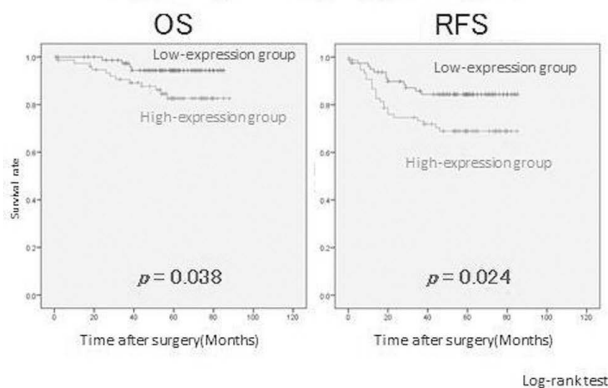 OS
RFS
Low-expression group
High-expression group
Low-expression group
High-expression group
Survival rate
1.0
0.8
0.6
0.4
0.2
0.0
p = 0.038
0 20 40 60 80 100 120
Time after surgery(Months)
1.0
0.8
0.6
0.4
0.2
0.0
p = 0.024
0 20 40 60 80 100 120
Time after surgery(Months)
Log-rank test